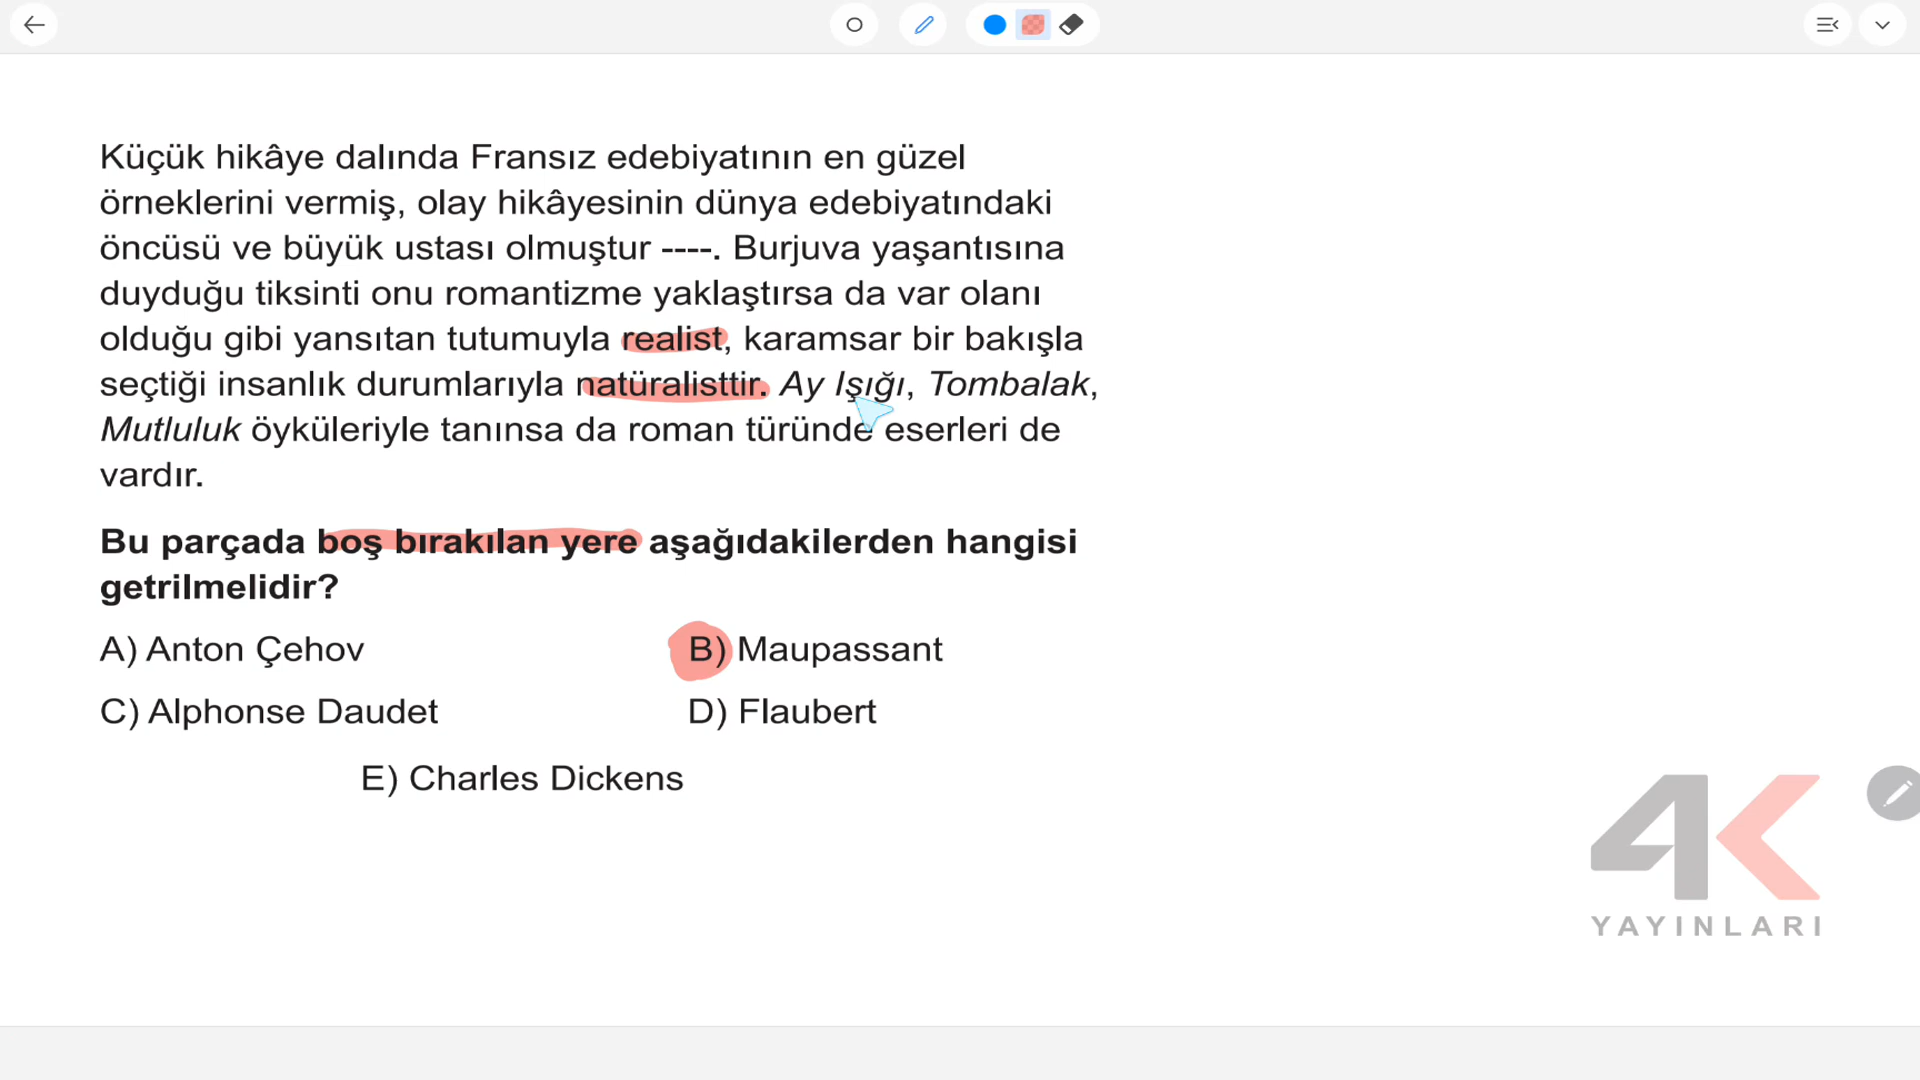 Küçük hikâye dalında Fransız edebiyatının en güzel
örneklerini vermiş, olay hikâyesinin dünya edebiyatındaki
öncüsü ve büyük ustası olmuştur ----. Burjuva yaşantısına
duyduğu tiksinti onu romantizme yaklaştırsa da var olanı
olduğu gibi yansıtan tutumuyla realist, karamsar bir bakışla
seçtiği insanlık durumlarıyla natüralisttir. Ay Işığı, Tombalak,
Mutluluk öyküleriyle tanınsa da roman türünde eserleri de
vardır.
Bu parçada boş bırakılan yere aşağıdakilerden hangisi
getrilmelidir?
A) Anton Çehov
B) Maupassant
C) Alphonse Daudet
D) Flaubert
E) Charles Dickens
4K
YAYINLARI